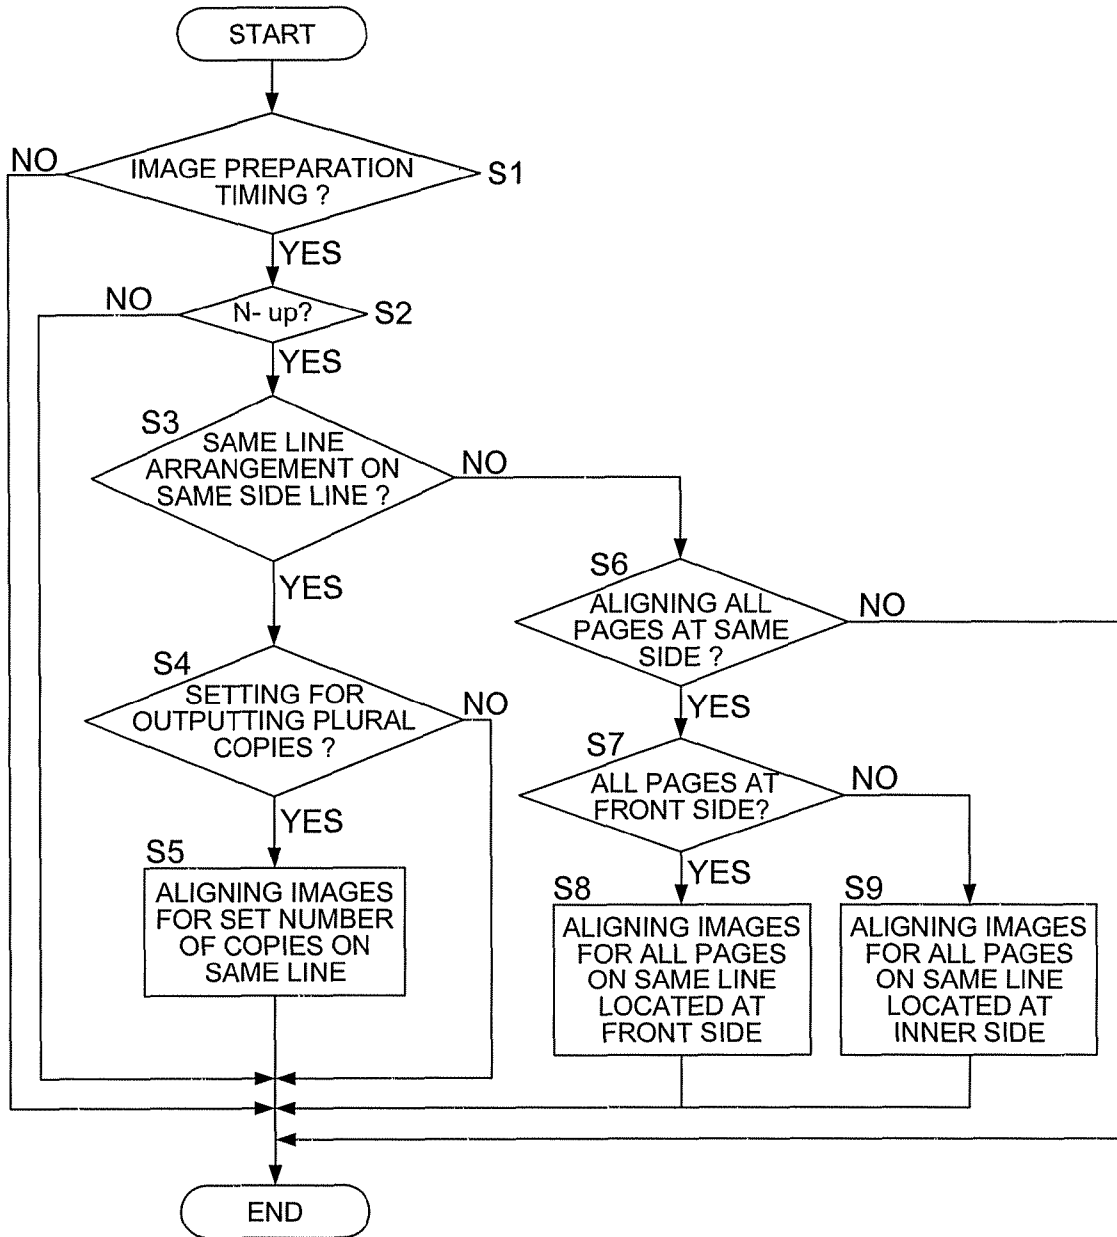 START
NO
IMAGE PREPARATION
TIMING ?
S1
YES
NO
N- up?
S2
YES
S3
SAME LINE
ARRANGEMENT ON
SAME SIDE LINE ?
NO
YES
S6
ALIGNING ALL
PAGES AT SAME
SIDE ?
NO
YES
S4
SETTING FOR
OUTPUTTING PLURAL
COPIES ?
NO
YES
S7
ALL PAGES AT
FRONT SIDE?
NO
YES
S5
ALIGNING IMAGES
FOR SET NUMBER
OF COPIES ON
SAME LINE
S8
ALIGNING IMAGES
FOR ALL PAGES
ON SAME LINE
LOCATED AT
FRONT SIDE
S9
ALIGNING IMAGES
FOR ALL PAGES
ON SAME LINE
LOCATED AT
INNER SIDE
END